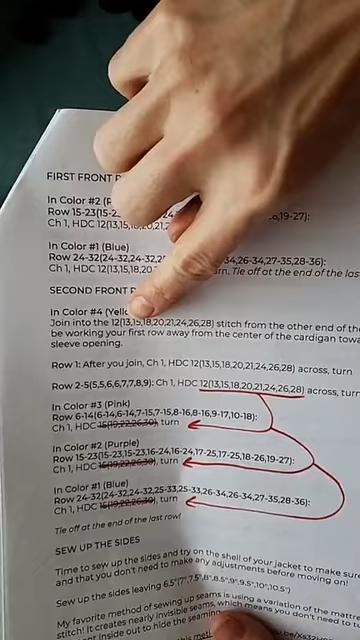 FIRST FRONT
In Color #2
Row 15-23(15-2 19-27):
Ch 1, HDC 12(13,15,
In Color #1 (Blue)
Row 24-32(24-32,24-32, 34,26-34,27-35,28-36):
Ch 1, HDC 12(13,15,18,20 turn. Tie off at the end of the las
SECOND FRONT
In Color #4
Join into the 12(13,15,18,20,21,24,26,28) stitch from the other end of the
be working your first row away from the center of the cardigan towa
sleeve opening.
Row 1: After you join, Ch 1, HDC 12(13,15,18,20,21,24,26,28) across, turn
Row 2-5(5,5,6,6,7,7,8,9): Ch 1, HDC 12(13,15,18,20,21,24,26,28) across, turn
In Color #3 (Pink)
Row 6-14(6-14,6-14,7-15,7-15,8-16,8-16,9-17,10-18):
Ch 1, HDC 15(19,22,26,30), turn
In Color #2 (Purple)
Row 15-23(15-23,15-23,16-24,16-24,17-25,17-25,18-26,19-27):
Ch 1, HDC 15(19,22,26,30), turn
In Color #1 (Blue)
Row 24-32(24-32,24-32,25-33,25-33,26-34,26-34,27-35,28-36):
Ch 1, HDC 15(19,22,26,30), turn
Tie off at the end of the last row!
SEW UP THE SIDES
Time to sew up the sides and try on the shell of your jacket to make sure
and that you don't need to make any adjustments before moving on!
Sew up the sides leaving 6.5"(7",7.5",8",8.5",9",9.5",10",10.5")
My favorite method of sewing up seams is using a variation of the mattre
stitch! It creates nearly invisible seams, which means you don't need to tu
inside out to hide the seaming
this met